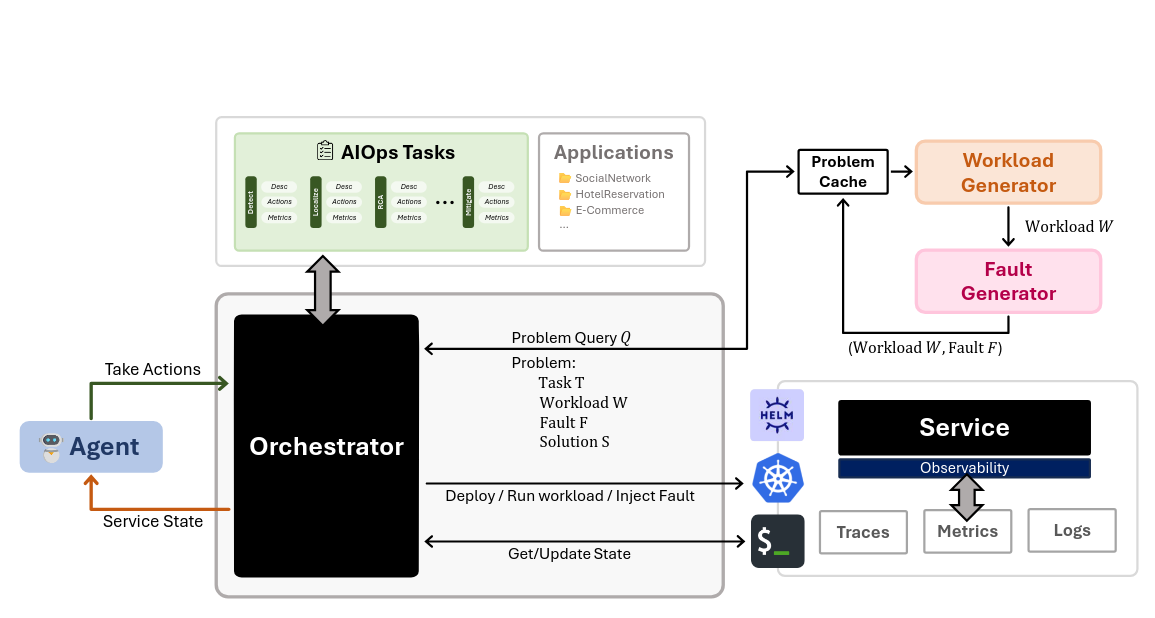 AIOps Tasks
Detect
Desc
Actions
Metrics
Localize
Desc
Actions
Metrics
RCA
Desc
Actions
Metrics
...
Mitigate
Desc
Actions
Metrics
Applications
SocialNetwork
HotelReservation
E-Commerce
...
Problem
Cache
Workload
Generator
Workload W
Fault
Generator
(Workload W, Fault F)
Take Actions
Agent
Service State
Orchestrator
Problem Query Q
Problem:
Task T
Workload W
Fault F
Solution S
Deploy / Run workload / Inject Fault
Get/Update State
HELM
$_
Service
Observability
Traces
Metrics
Logs